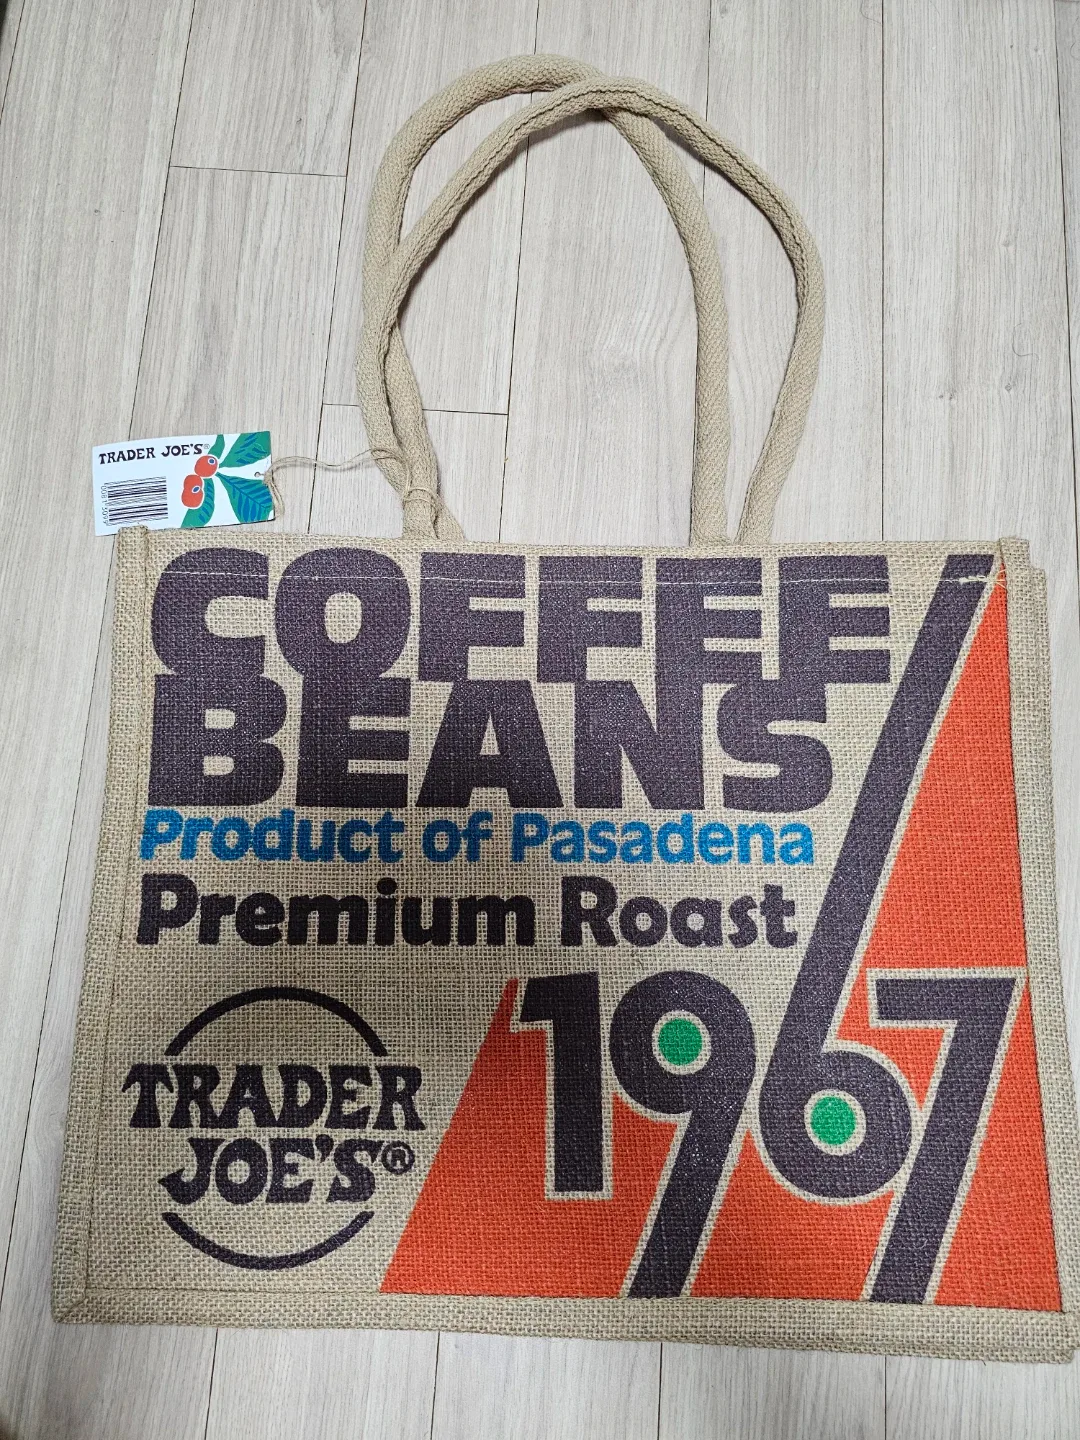 TRADER JOE'S®
COFFEE
BEANS
Product of Pasadena
Premium Roast
1967
TRADER
JOE'S®